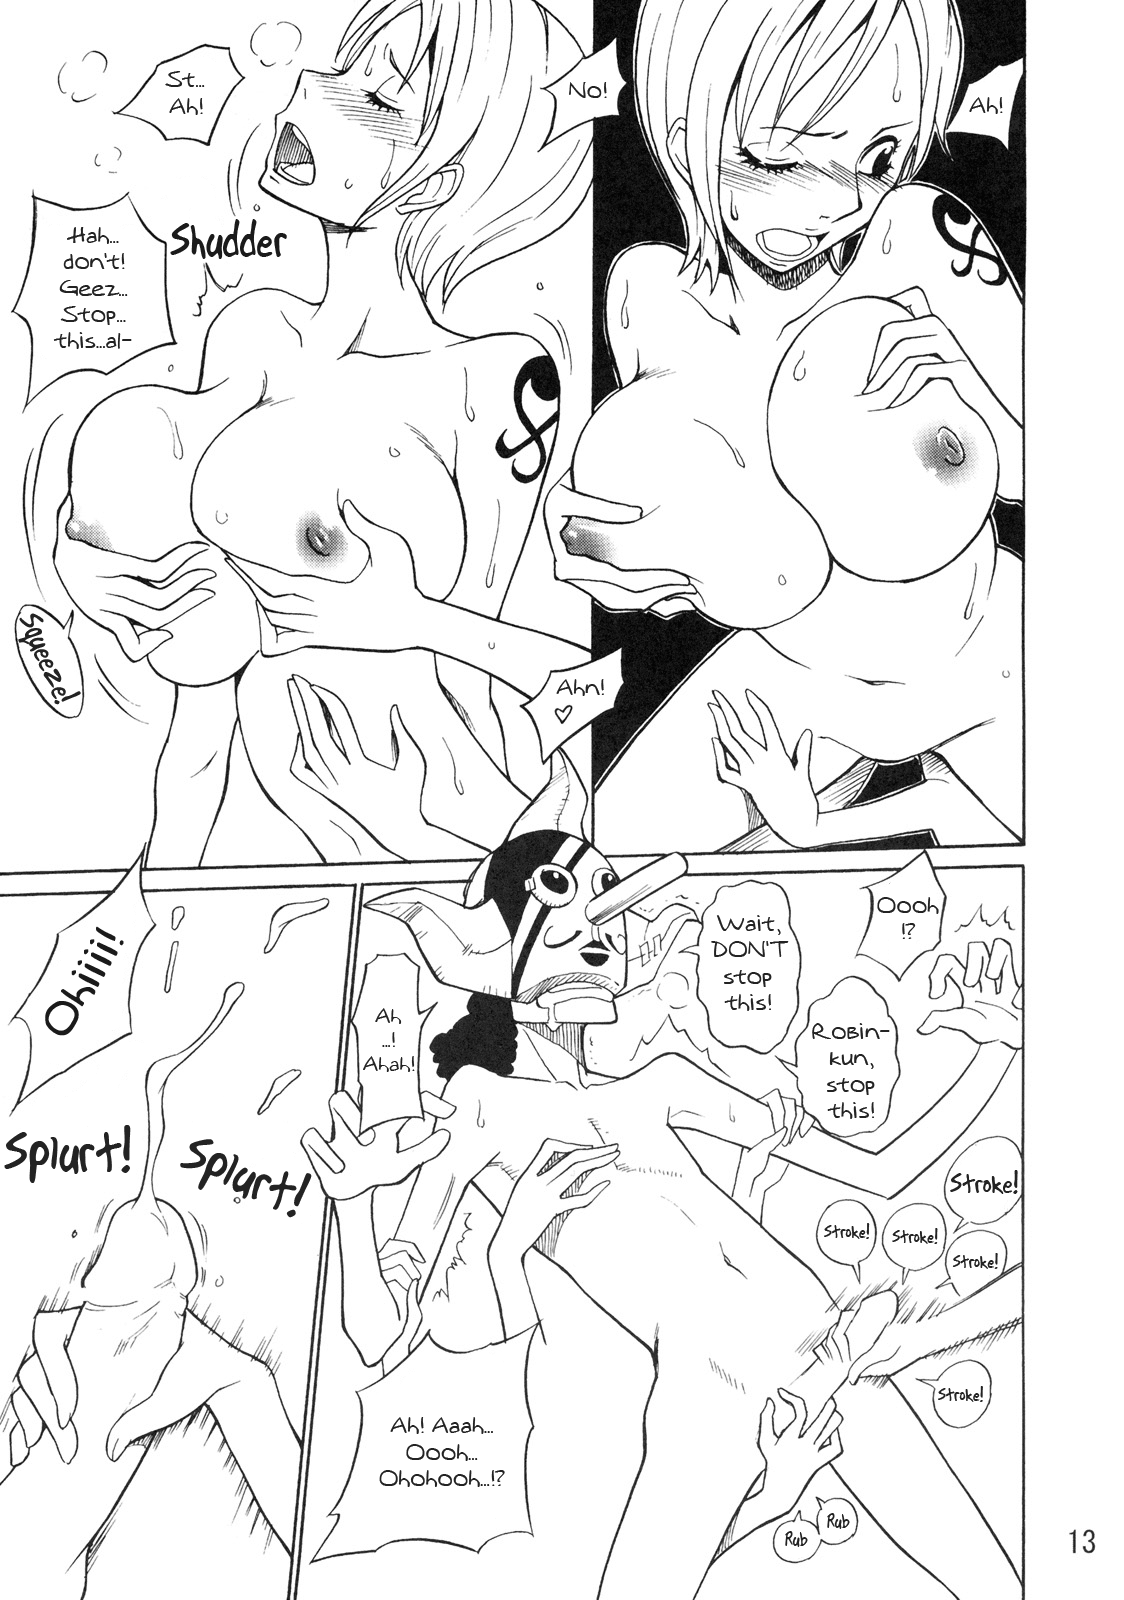 Ah!
No!
St...
Ah!
Hah...
don't!
Geez...
Stop...
this...al-
Shudder
Squeeze!
Ahn!
♡
Oooh
!?
Wait,
DON'T
stop
this!
Robin-
kun,
stop
this!
Ah
...!
Ahah!
Stroke!
Stroke!
Stroke!
Stroke!
Stroke!
Rub
Rub
Ah! Aaah...
Oooh...
Ohohooh...!?
Ohiiiii!
Splurt!
Splurt!
13